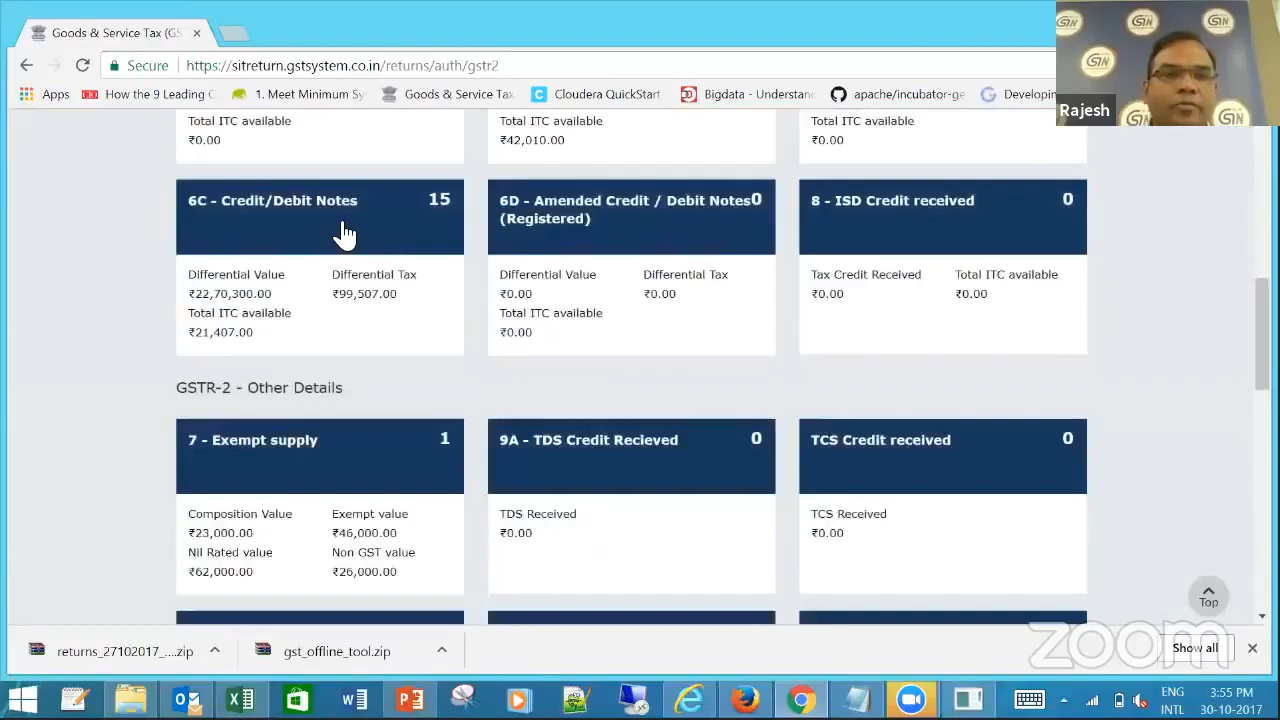 Goods & Service Tax (GS
Secure
https://sitreturn.gstsystem.co.in/returns/auth/gstr2
Apps
How the 9 Leading C
1. Meet Minimum Sy
Goods & Service Tax
Cloudera QuickStart
Bigdata - Understan
apache/incubator-ge
Developin
Rajesh
Total ITC available
₹0.00
Total ITC available
₹42,010.00
Total ITC available
₹0.00
6C - Credit/Debit Notes 15
Differential Value
₹22,70,300.00
Differential Tax
₹99,507.00
Total ITC available
₹21,407.00
6D - Amended Credit / Debit Notes 0
(Registered)
Differential Value
₹0.00
Differential Tax
₹0.00
Total ITC available
₹0.00
8 - ISD Credit received 0
Tax Credit Received
₹0.00
Total ITC available
₹0.00
GSTR-2 - Other Details
7 - Exempt supply 1
Composition Value
₹23,000.00
Exempt value
₹46,000.00
Nil Rated value
₹62,000.00
Non GST value
₹26,000.00
9A - TDS Credit Recieved 0
TDS Received
₹0.00
TCS Credit received 0
TCS Received
₹0.00
Top
returns_27102017_....zip
gst_offline_tool.zip
zoom
Show all
ENG
INTL
3:55 PM
30-10-2017